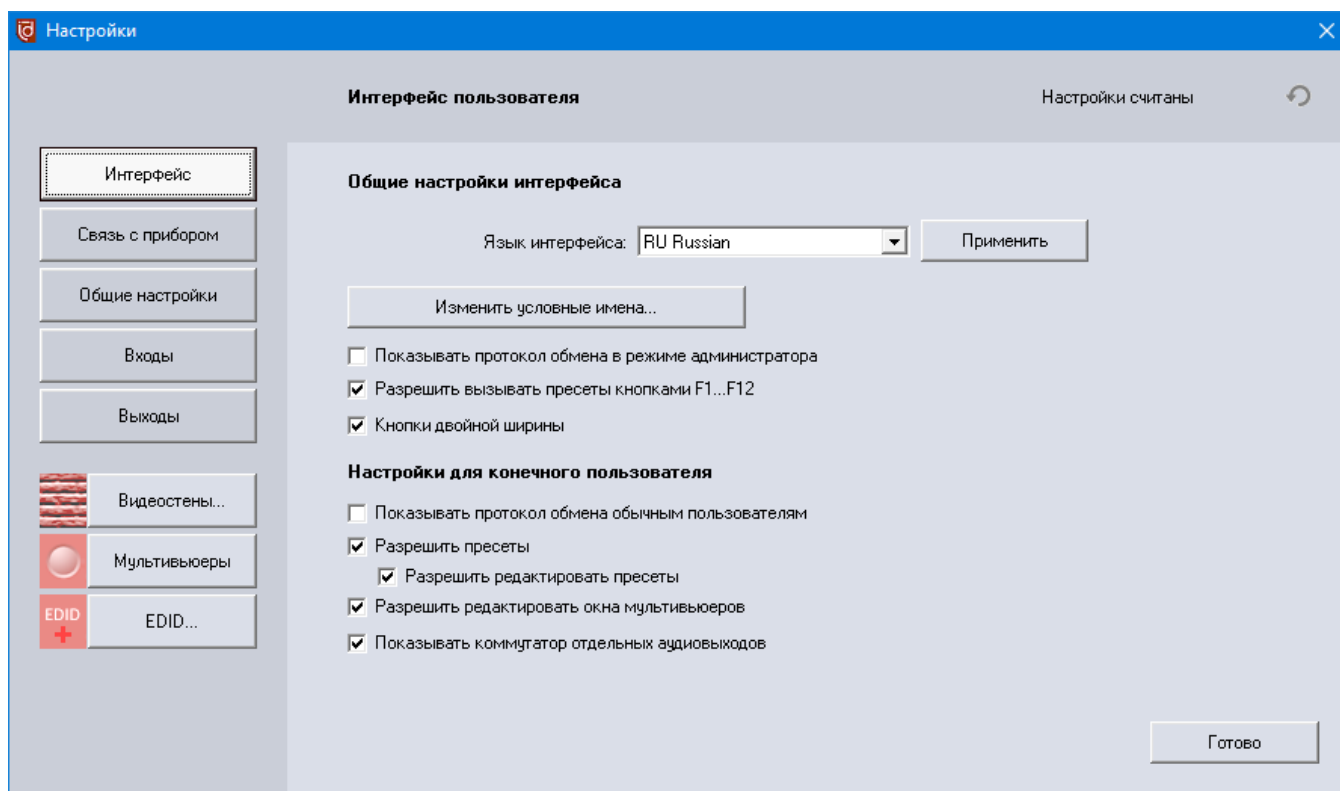 Настройки
Интерфейс пользователя
Настройки считаны
Интерфейс
Связь с прибором
Общие настройки
Входы
Выходы
Видеостены...
Мультивьюеры
EDID
EDID...
Общие настройки интерфейса
Язык интерфейса: RU Russian Применить
Изменить условные имена...
Показывать протокол обмена в режиме администратора
Разрешить вызывать пресеты кнопками F1...F12
Кнопки двойной ширины
Настройки для конечного пользователя
Показывать протокол обмена обычным пользователям
Разрешить пресеты
Разрешить редактировать пресеты
Разрешить редактировать окна мультивьюеров
Показывать коммутатор отдельных аудиовыходов
Готово